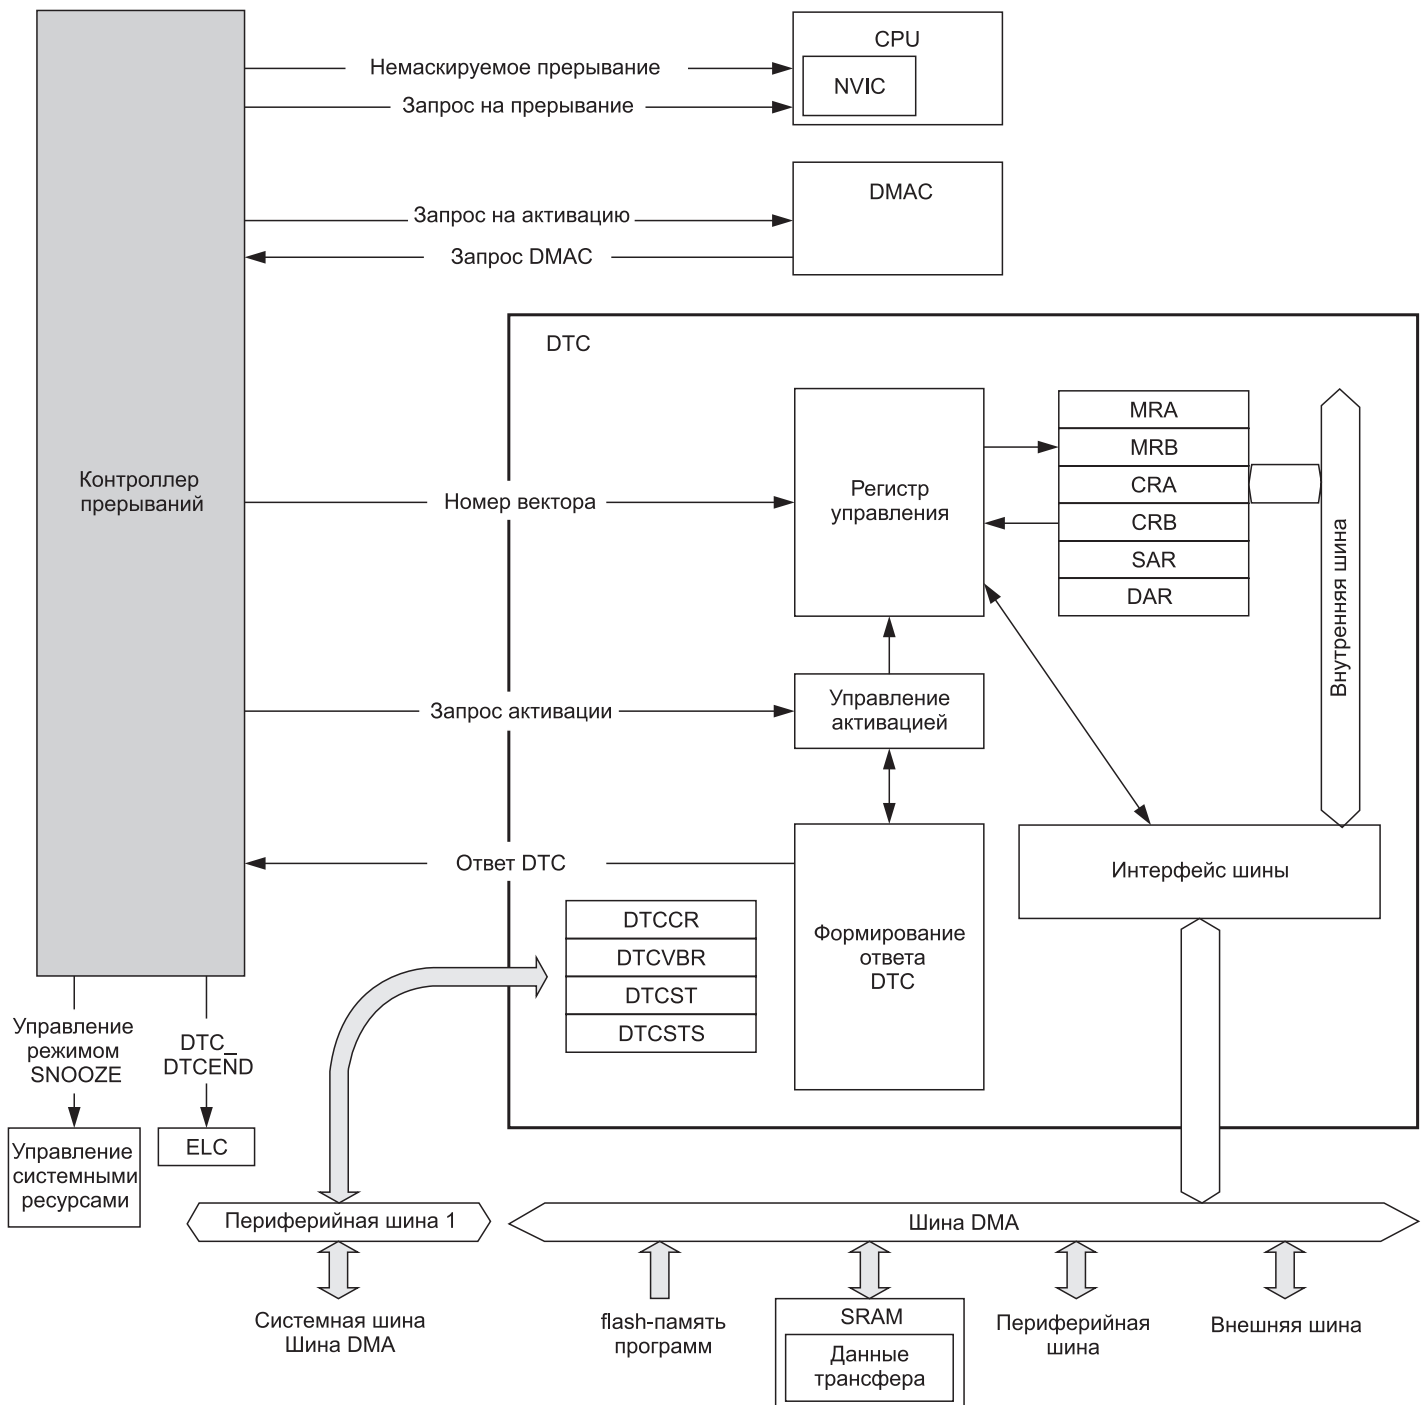 CPU
NVIC
Немаскируемое прерывание
Запрос на прерывание
DMAC
Запрос на активацию
Запрос DMAC
DTC
Контроллер
прерываний
Номер вектора
Регистр
управления
MRA
MRB
CRA
CRB
SAR
DAR
Внутренняя шина
Запрос активации
Управление
активацией
Ответ DTC
Интерфейс шины
DTCCR
DTCVBR
DTCST
DTCSTS
Формирование
ответа
DTC
Управление
режимом
SNOOZE
DTC_
DTCEND
Управление
системными
ресурсами
ELC
Периферийная шина 1
Шина DMA
Системная шина
Шина DMA
flash-память
программ
SRAM
Данные
трансфера
Периферийная
шина
Внешняя шина